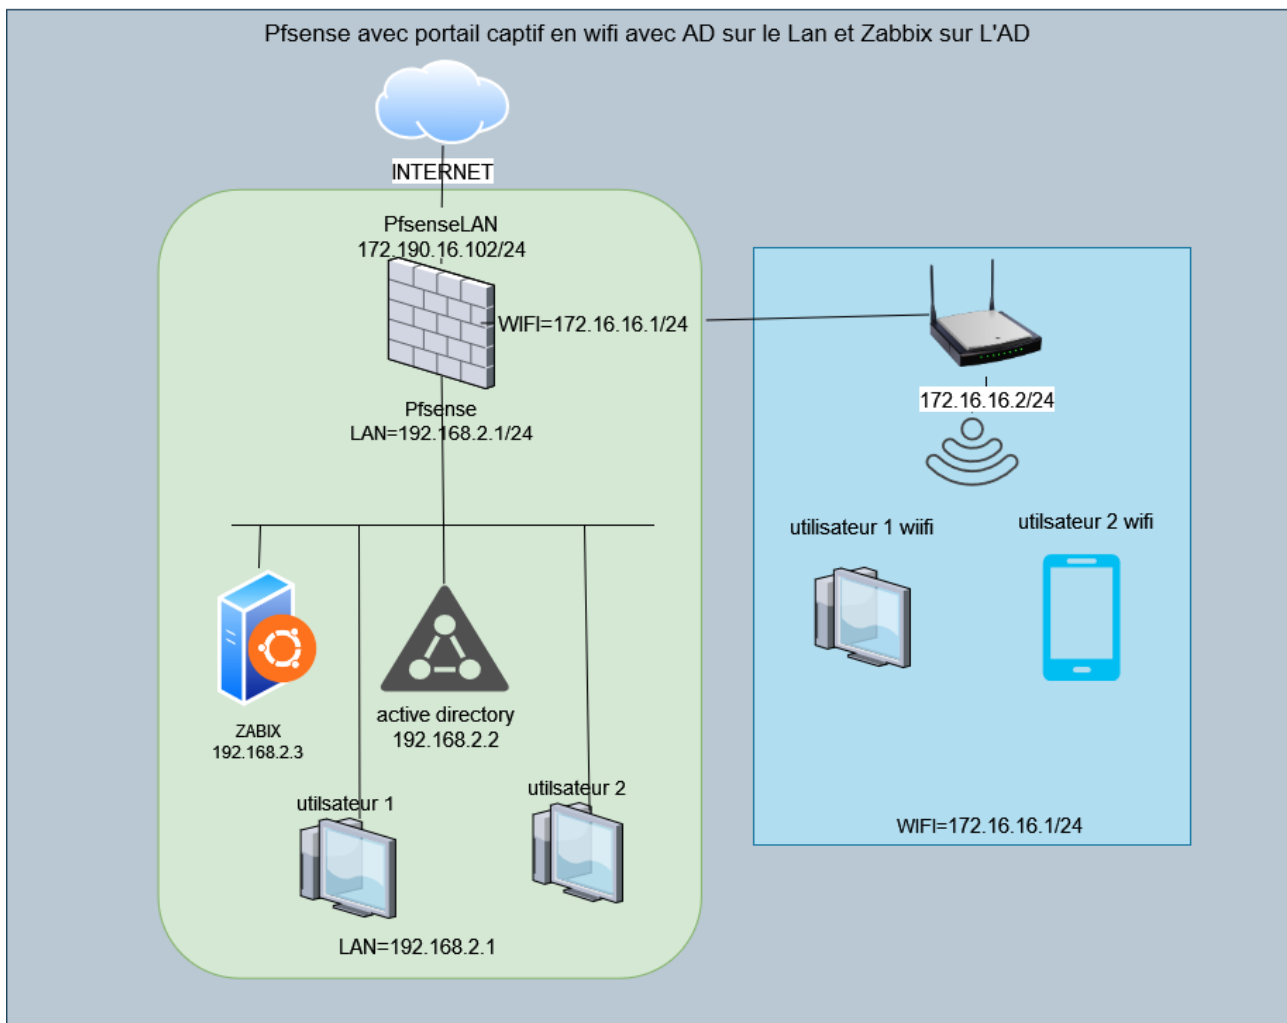 Pfsense avec portail captif en wifi avec AD sur le Lan et Zabbix sur L'AD
INTERNET
PfsenseLAN
172.190.16.102/24
WIFI=172.16.16.1/24
Pfsense
LAN=192.168.2.1/24
172.16.16.2/24
utilisateur 1 wiifi
utilsateur 2 wifi
ZABIX
192.168.2.3
active directory
192.168.2.2
utilsateur 1
utilsateur 2
WIFI=172.16.16.1/24
LAN=192.168.2.1